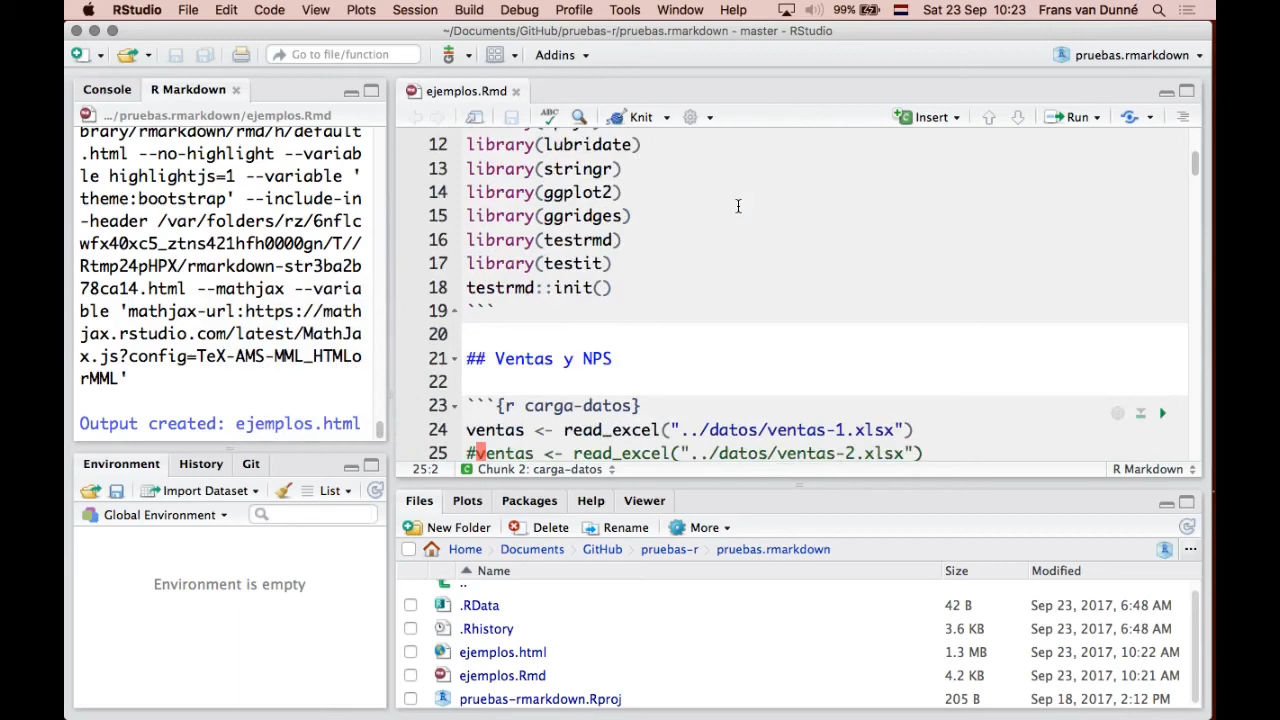 RStudio File Edit Code View Plots Session Build Debug Profile Tools Window Help 99% Sat 23 Sep 10:23 Frans van Dunné
~/Documents/GitHub/pruebas-r/pruebas.rmarkdown - master - RStudio
Go to file/function Addins pruebas.rmarkdown
Console R Markdown
.../pruebas.rmarkdown/ejemplos.Rmd
brary/rmarkdown/rmd/h/default
.html --no-highlight --variab
le highlightjs=1 --variable '
theme:bootstrap' --include-in
-header /var/folders/rz/6nflc
wfx40xc5_ztns421hfh0000gn/T//
Rtmp24pHPX/rmarkdown-str3ba2b
78ca14.html --mathjax --varia
ble 'mathjax-url:https://math
jax.rstudio.com/latest/MathJa
x.js?config=TeX-AMS-MML_HTMLo
rMML'
Output created: ejemplos.html
ejemplos.Rmd
ABC Knit Insert Run
12 library(lubridate)
13 library(stringr)
14 library(ggplot2)
15 library(ggridges)
16 library(testrmd)
17 library(testit)
18 testrmd::init()
19 ```
20
21 ## Ventas y NPS
22
23 ```{r carga-datos}
24 ventas <- read_excel("../datos/ventas-1.xlsx")
25 #ventas <- read_excel("../datos/ventas-2.xlsx")
25:2 Chunk 2: carga-datos R Markdown
Environment History Git
Import Dataset List
Global Environment
Environment is empty
Files Plots Packages Help Viewer
New Folder Delete Rename More
Home Documents GitHub pruebas-r pruebas.rmarkdown
Name Size Modified
..
.RData 42 B Sep 23, 2017, 6:48 AM
.Rhistory 3.6 KB Sep 23, 2017, 6:48 AM
ejemplos.html 1.3 MB Sep 23, 2017, 10:22 AM
ejemplos.Rmd 4.2 KB Sep 23, 2017, 10:21 AM
pruebas-rmarkdown.Rproj 205 B Sep 18, 2017, 2:12 PM